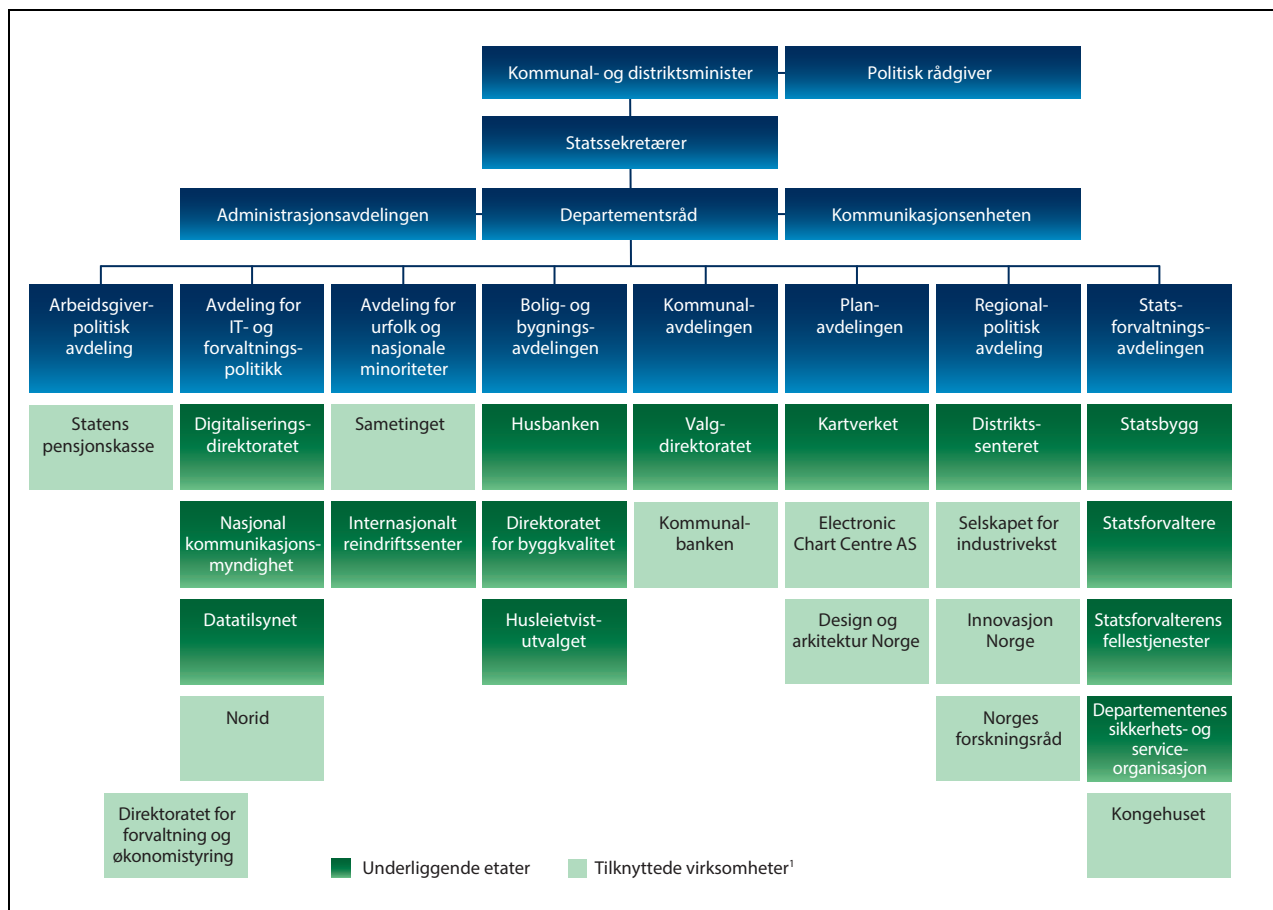 Kommunal- og distriktsminister
Politisk rådgiver
Statssekretærer
Administrasjonsavdelingen
Departementsråd
Kommunikasjonsenheten
Arbeidsgiver-
politisk
avdeling
Avdeling for
IT- og
forvaltnings-
politikk
Avdeling for
urfolk og
nasjonale
minoriteter
Bolig- og
bygnings-
avdelingen
Kommunal-
avdelingen
Plan-
avdelingen
Regional-
politisk
avdeling
Stats-
forvaltnings-
avdelingen
Statens
pensjonskasse
Digitaliserings-
direktoratet
Sametinget
Husbanken
Valg-
direktoratet
Kartverket
Distrikts-
senteret
Statsbygg
Nasjonal
kommunikasjons-
myndighet
Internasjonalt
reindriftssenter
Direktoratet
for byggkvalitet
Kommunal-
banken
Electronic
Chart Centre AS
Selskapet for
industrivekst
Statsforvaltere
Datatilsynet
Husleietvist-
utvalget
Design og
arkitektur Norge
Innovasjon
Norge
Statsforvalterens
fellestjenester
Norid
Norges
forskningsråd
Departementenes
sikkerhets- og
service-
organisasjon
Direktoratet for
forvaltning og
økonomistyring
Kongehuset
Underliggende etater
Tilknyttede virksomheter¹